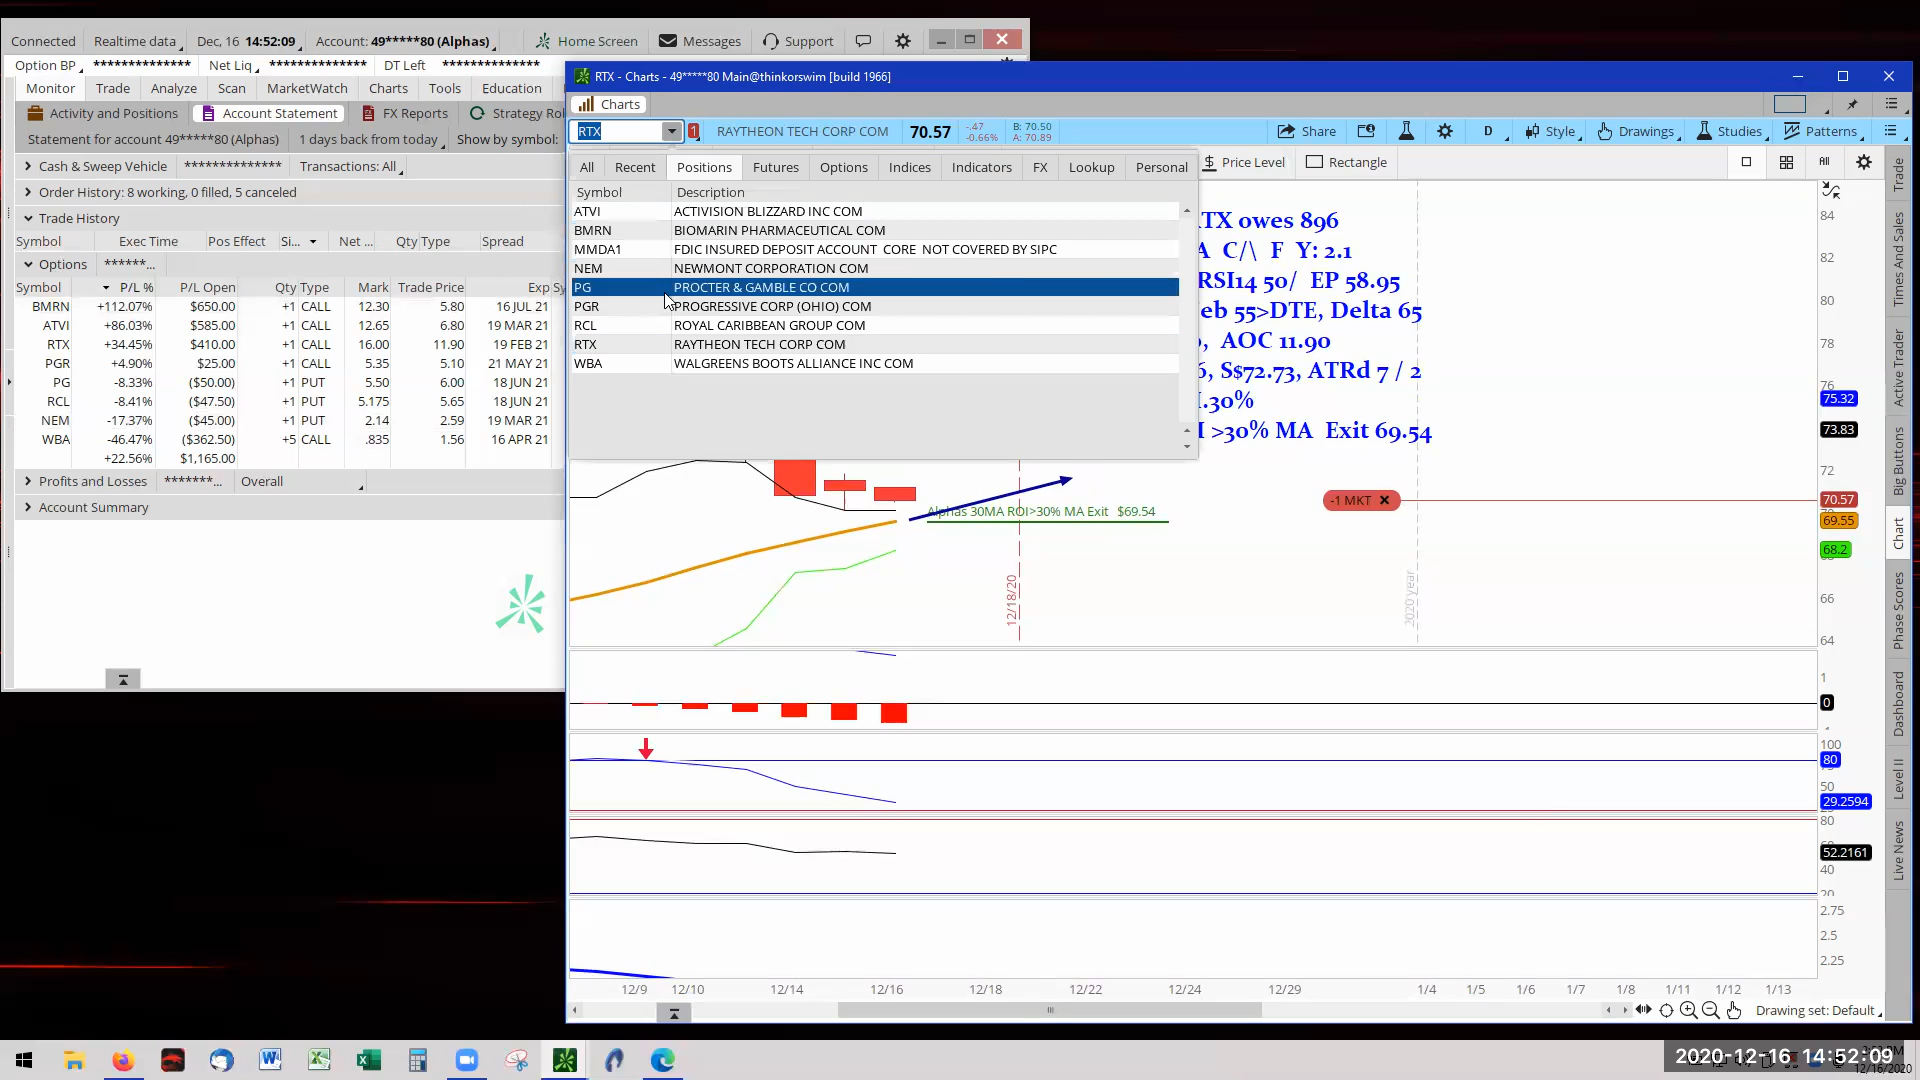 Connected Realtime data Dec, 16 14:52:09 Account: 49*****80 (Alphas) Home Screen Messages Support
Option BP ************** Net Liq ************** DT Left **************
Monitor Trade Analyze Scan MarketWatch Charts Tools Education
Activity and Positions Account Statement FX Reports Strategy Rol
Statement for account 49*****80 (Alphas) 1 days back from today Show by symbol:
Cash & Sweep Vehicle ************** Transactions: All
Order History: 8 working, 0 filled, 5 canceled
Trade History
Symbol Exec Time Pos Effect Si... Net ... Qty Type Spread
Options ******...
Symbol P/L % P/L Open Qty Type Mark Trade Price Exp Sy
BMRN +112.07% $650.00 +1 CALL 12.30 5.80 16 JUL 21
ATVI +86.03% $585.00 +1 CALL 12.65 6.80 19 MAR 21
RTX +34.45% $410.00 +1 CALL 16.00 11.90 19 FEB 21
PGR +4.90% $25.00 +1 CALL 5.35 5.10 21 MAY 21
PG -8.33% ($50.00) +1 PUT 5.50 6.00 18 JUN 21
RCL -8.41% ($47.50) +1 PUT 5.175 5.65 18 JUN 21
NEM -17.37% ($45.00) +1 PUT 2.14 2.59 19 MAR 21
WBA -46.47% ($362.50) +5 CALL .835 1.56 16 APR 21
+22.56% $1,165.00
Profits and Losses *******... Overall
Account Summary
RTX - Charts - 49*****80 Main@thinkorswim [build 1966]
Charts
RTX 1 RAYTHEON TECH CORP COM 70.57 -.47 B: 70.50
-0.66% A: 70.89
Share D Style Drawings Studies Patterns
All Recent Positions Futures Options Indices Indicators FX Lookup Personal
$ Price Level Rectangle All
Symbol Description
ATVI ACTIVISION BLIZZARD INC COM
BMRN BIOMARIN PHARMACEUTICAL COM
MMDA1 FDIC INSURED DEPOSIT ACCOUNT CORE NOT COVERED BY SIPC
NEM NEWMONT CORPORATION COM
PG PROCTER & GAMBLE CO COM
PGR PROGRESSIVE CORP (OHIO) COM
RCL ROYAL CARIBBEAN GROUP COM
RTX RAYTHEON TECH CORP COM
WBA WALGREENS BOOTS ALLIANCE INC COM
TX owes 896
A C/\ F Y: 2.1
RSI14 50/ EP 58.95
eb 55>DTE, Delta 65
, AOC 11.90
6, S$72.73, ATRd 7 / 2
.30%
I >30% MA Exit 69.54
Alphas 30MA ROI>30% MA Exit $69.54
-1 MKT
12/18/20
2020 year
84
82
80
78
76
75.32
73.83
72
70.57
69.55
68.2
66
64
1
0
100
80
50
29.2594
80
52.2161
40
20
2.75
2.5
2.25
12/9 12/10 12/14 12/16 12/18 12/22 12/24 12/29 1/4 1/5 1/6 1/7 1/8 1/11 1/12 1/13
Drawing set: Default
Trade
Times And Sales
Active Trader
Big Buttons
Chart
Phase Scores
Dashboard
Level II
Live News
2020-12-16 14:52:09
12/16/2020